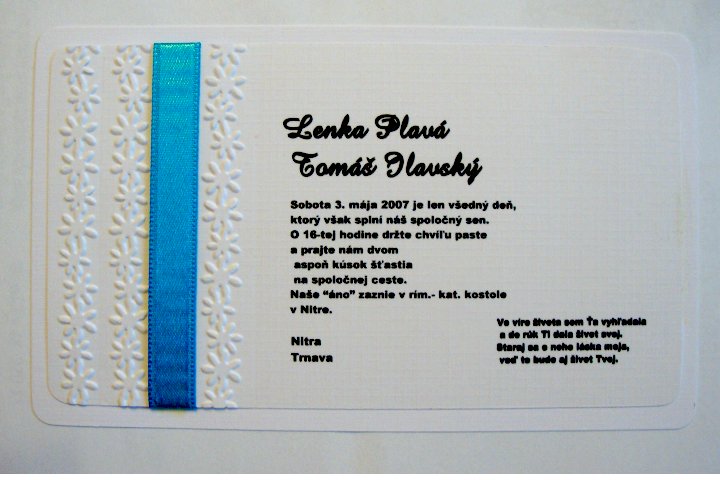 Lenka Plavá
Tomáš Ilavský
Sobota 3. mája 2007 je len všedný deň,
ktorý však splní náš spoločný sen.
O 16-tej hodine držte chvíľu paste
a prajte nám dvom
aspoň kúsok šťastia
na spoločnej ceste.
Naše “áno” zaznie v rím.- kat. kostole
v Nitre.
Nitra
Trnava
Vo víre života som Ťa vyhľadala
a do rúk Ti dala život svoj.
Staraj sa o neho láska moja,
veď to bude aj život Tvoj.